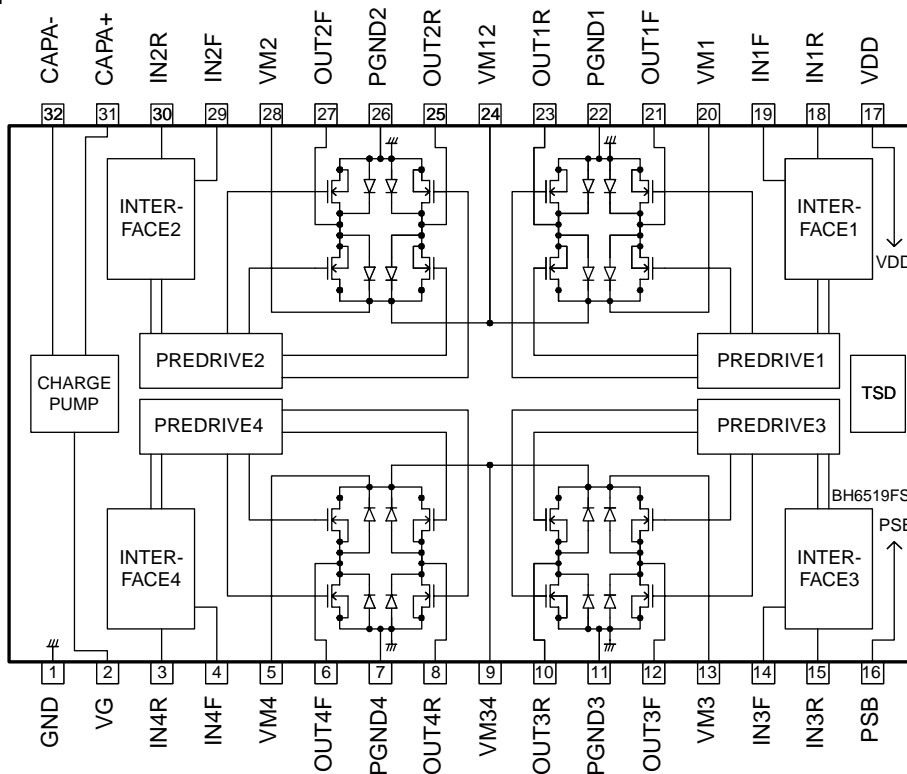 CAPA-
CAPA+
IN2R
IN2F
VM2
OUT2F
PGND2
OUT2R
VM12
OUT1R
PGND1
OUT1F
VM1
IN1F
IN1R
VDD
32 31 30 29 28 27 26 25 24 23 22 21 20 19 18 17
INTER-
FACE2
INTER-
FACE1
VDD
PREDRIVE2
PREDRIVE1
CHARGE
PUMP
TSD
PREDRIVE4
PREDRIVE3
BH6519FS
PSB
INTER-
FACE4
INTER-
FACE3
1 2 3 4 5 6 7 8 9 10 11 12 13 14 15 16
GND
VG
IN4R
IN4F
VM4
OUT4F
PGND4
OUT4R
VM34
OUT3R
PGND3
OUT3F
VM3
IN3F
IN3R
PSB